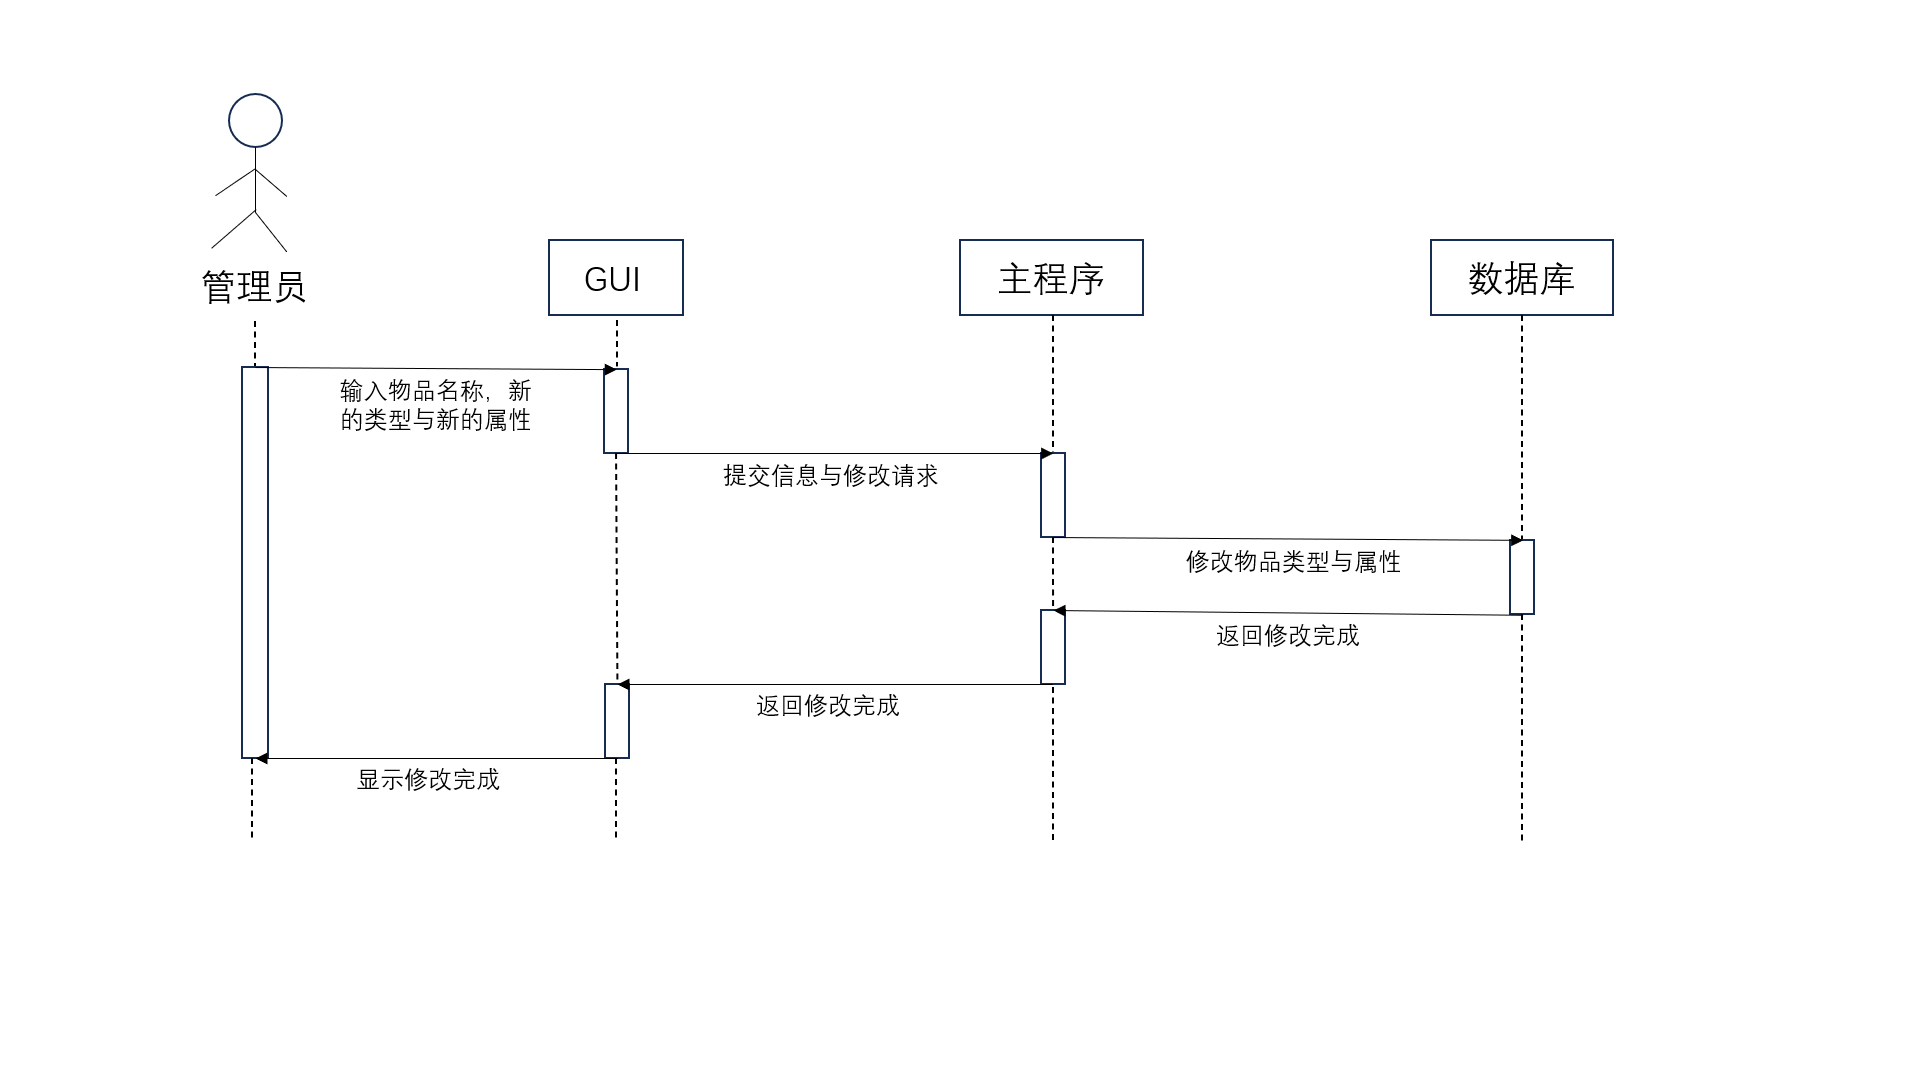 管理员
GUI
主程序
数据库
输入物品名称，新
的类型与新的属性
提交信息与修改请求
修改物品类型与属性
返回修改完成
返回修改完成
显示修改完成